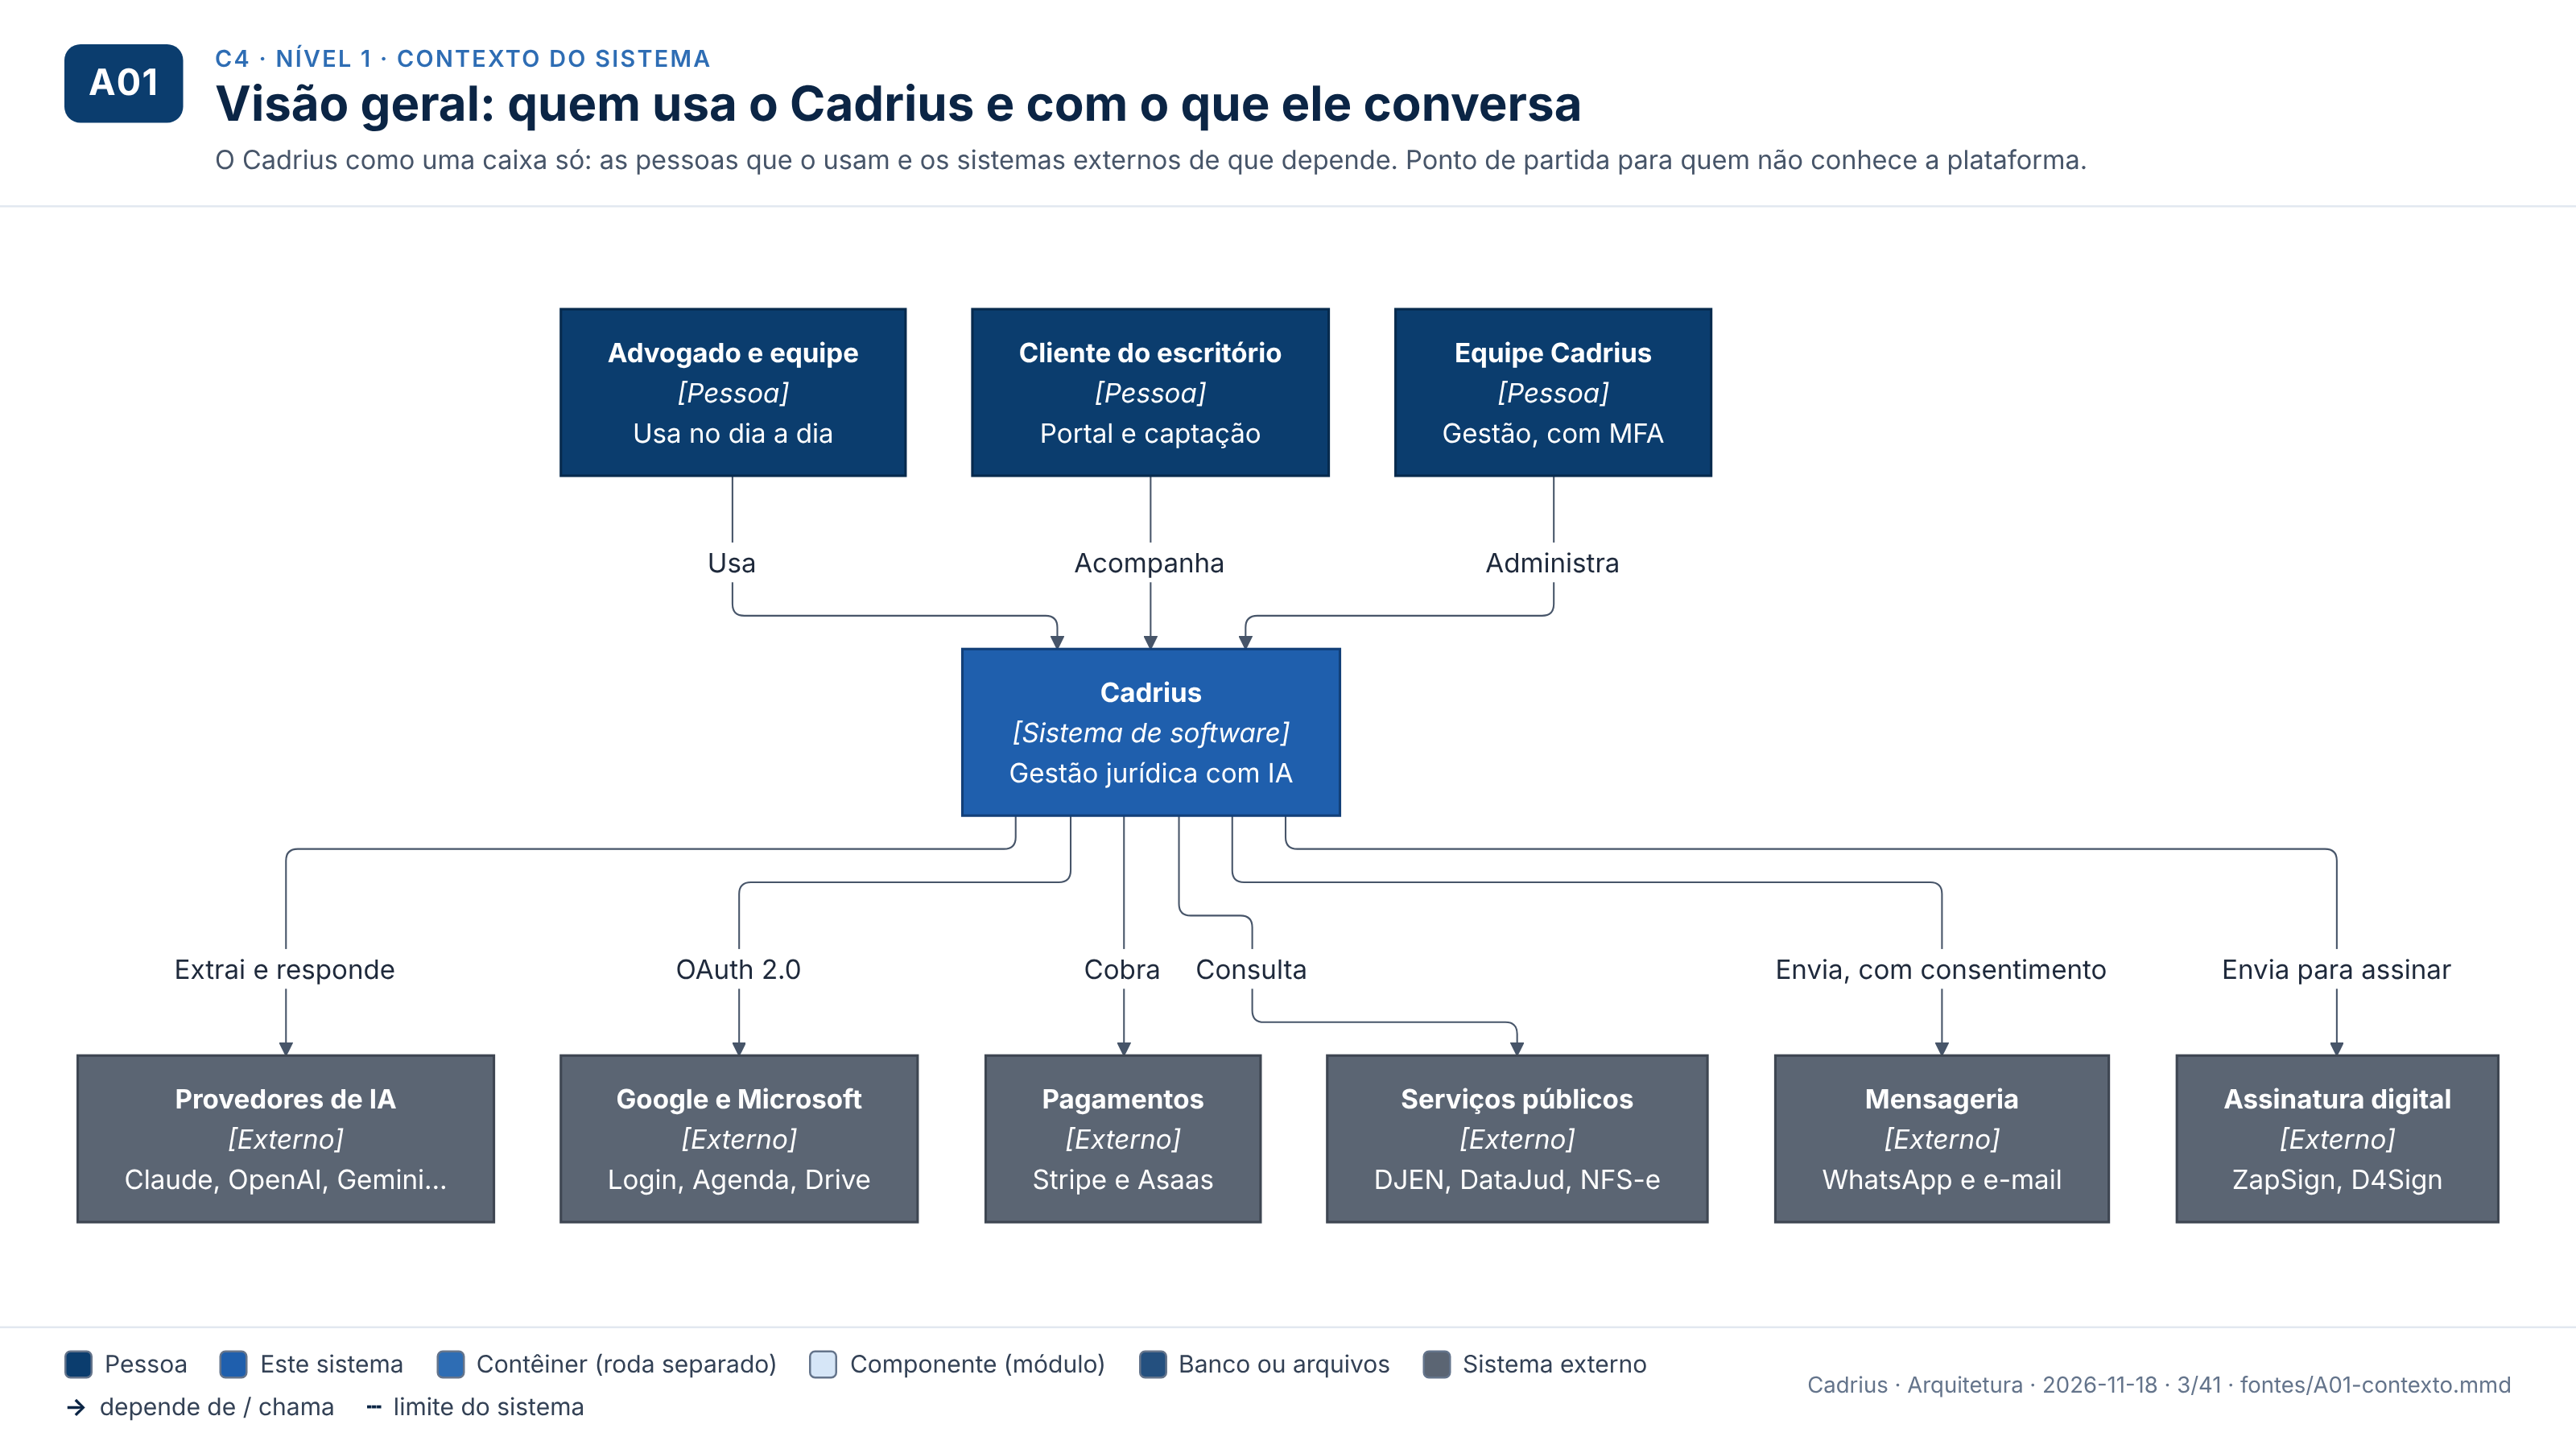 A01
C4 · NÍVEL 1 · CONTEXTO DO SISTEMA
Visão geral: quem usa o Cadrius e com o que ele conversa
O Cadrius como uma caixa só: as pessoas que o usam e os sistemas externos de que depende. Ponto de partida para quem não conhece a plataforma.
Advogado e equipe
[Pessoa]
Usa no dia a dia
Cliente do escritório
[Pessoa]
Portal e captação
Equipe Cadrius
[Pessoa]
Gestão, com MFA
Usa
Acompanha
Administra
Cadrius
[Sistema de software]
Gestão jurídica com IA
Extrai e responde
OAuth 2.0
Cobra
Consulta
Envia, com consentimento
Envia para assinar
Provedores de IA
[Externo]
Claude, OpenAI, Gemini...
Google e Microsoft
[Externo]
Login, Agenda, Drive
Pagamentos
[Externo]
Stripe e Asaas
Serviços públicos
[Externo]
DJEN, DataJud, NFS-e
Mensageria
[Externo]
WhatsApp e e-mail
Assinatura digital
[Externo]
ZapSign, D4Sign
Pessoa
Este sistema
Contêiner (roda separado)
Componente (módulo)
Banco ou arquivos
Sistema externo
→ depende de / chama
┄ limite do sistema
Cadrius · Arquitetura · 2026-11-18 · 3/41 · fontes/A01-contexto.mmd